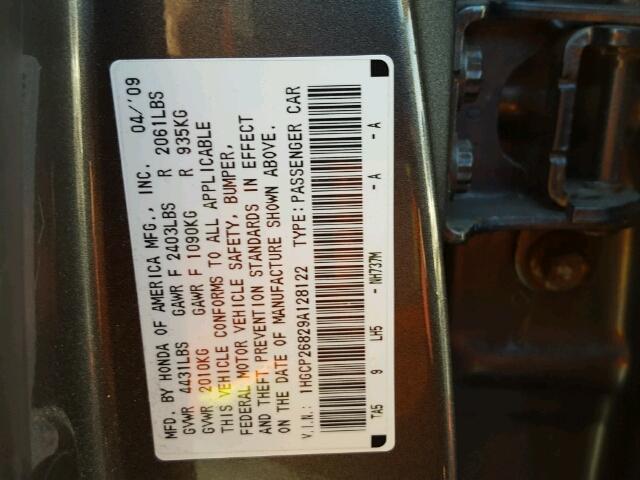 MFD. BY HONDA OF AMERICA MFG., INC. 04/'09
GVWR 4431LBS GAWR F 2403LBS R 2061LBS
GVWR 2010KG GAWR F 1090KG R 935KG
THIS VEHICLE CONFORMS TO ALL APPLICABLE
FEDERAL MOTOR VEHICLE SAFETY, BUMPER,
AND THEFT PREVENTION STANDARDS IN EFFECT
ON THE DATE OF MANUFACTURE SHOWN ABOVE.
V.I.N.: 1HGCP26829A128122 TYPE:PASSENGER CAR
TA5 9 LH5 - NH737M - A - A